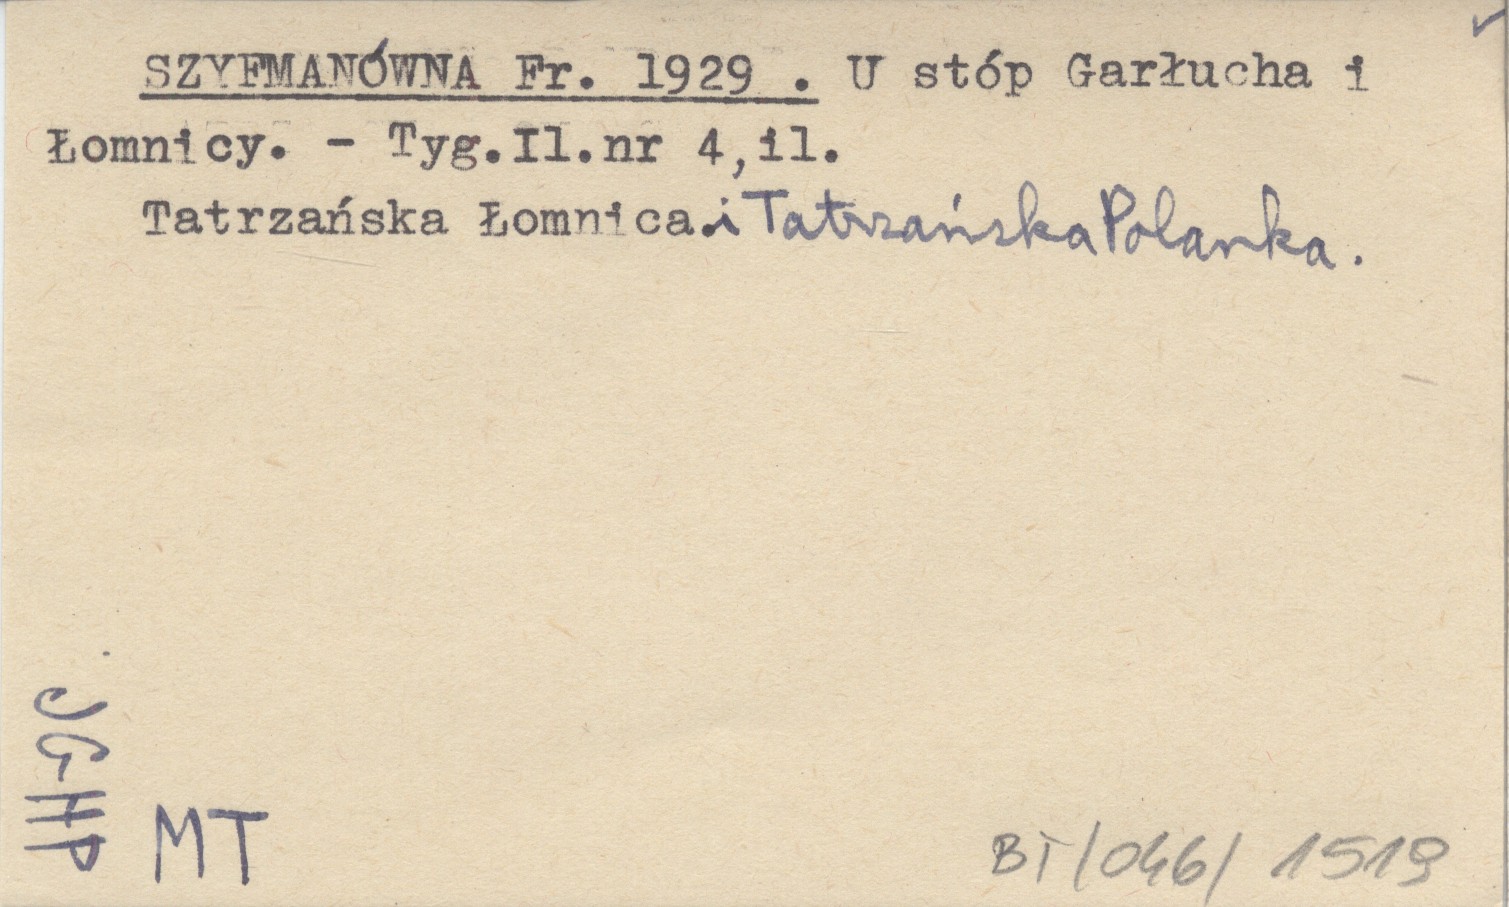 SZYFMANÓWNA Fr. 1929 . U stóp Garłucha i
Łomnicy. - Tyg.Il.nr 4,il.
Tatrzańska Łomnica.i Tatrzańska Polanka.
JGHP
MT
BT/046/ 1519